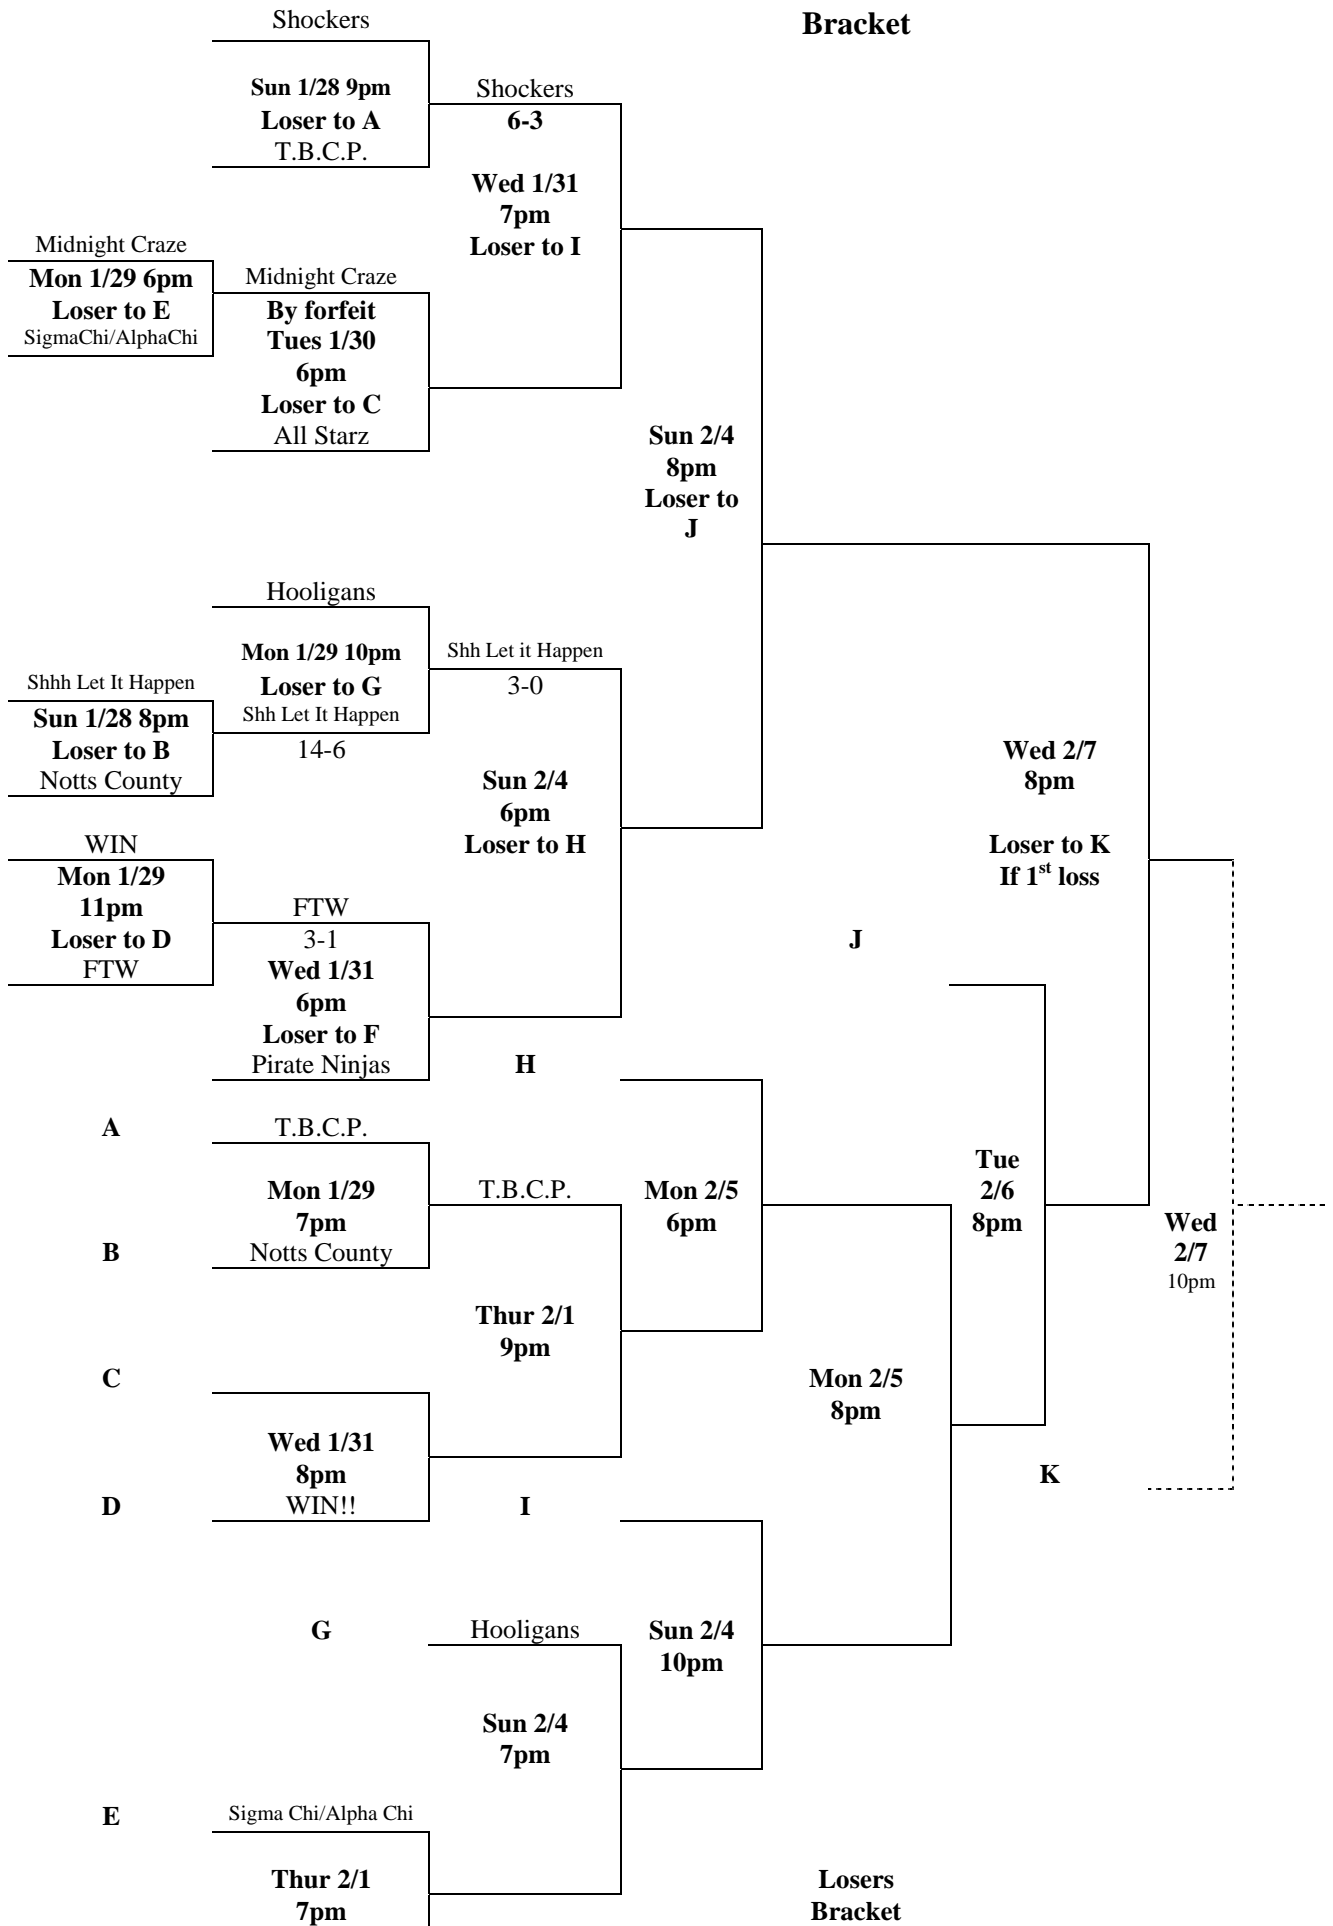 Shockers
Bracket
Sun 1/28 9pm
Loser to A
T.B.C.P.
Shockers
6-3
Wed 1/31
7pm
Loser to I
Midnight Craze
Mon 1/29 6pm
Loser to E
SigmaChi/AlphaChi
Midnight Craze
By forfeit
Tues 1/30
6pm
Loser to C
All Starz
Sun 2/4
8pm
Loser to
J
Hooligans
Mon 1/29 10pm
Loser to G
Shh Let It Happen
14-6
Shh Let it Happen
3-0
Shhh Let It Happen
Sun 1/28 8pm
Loser to B
Notts County
Sun 2/4
6pm
Loser to H
Wed 2/7
8pm
Loser to K
If 1st loss
WIN
Mon 1/29
11pm
Loser to D
FTW
FTW
3-1
Wed 1/31
6pm
Loser to F
Pirate Ninjas
J
H
A
T.B.C.P.
Mon 1/29
7pm
B
Notts County
T.B.C.P.
Mon 2/5
6pm
Tue
2/6
8pm
Wed
2/7
10pm
Thur 2/1
9pm
C
Wed 1/31
8pm
D
WIN!!
I
Mon 2/5
8pm
K
G
Hooligans
Sun 2/4
10pm
Sun 2/4
7pm
E
Sigma Chi/Alpha Chi
Thur 2/1
7pm
Losers
Bracket